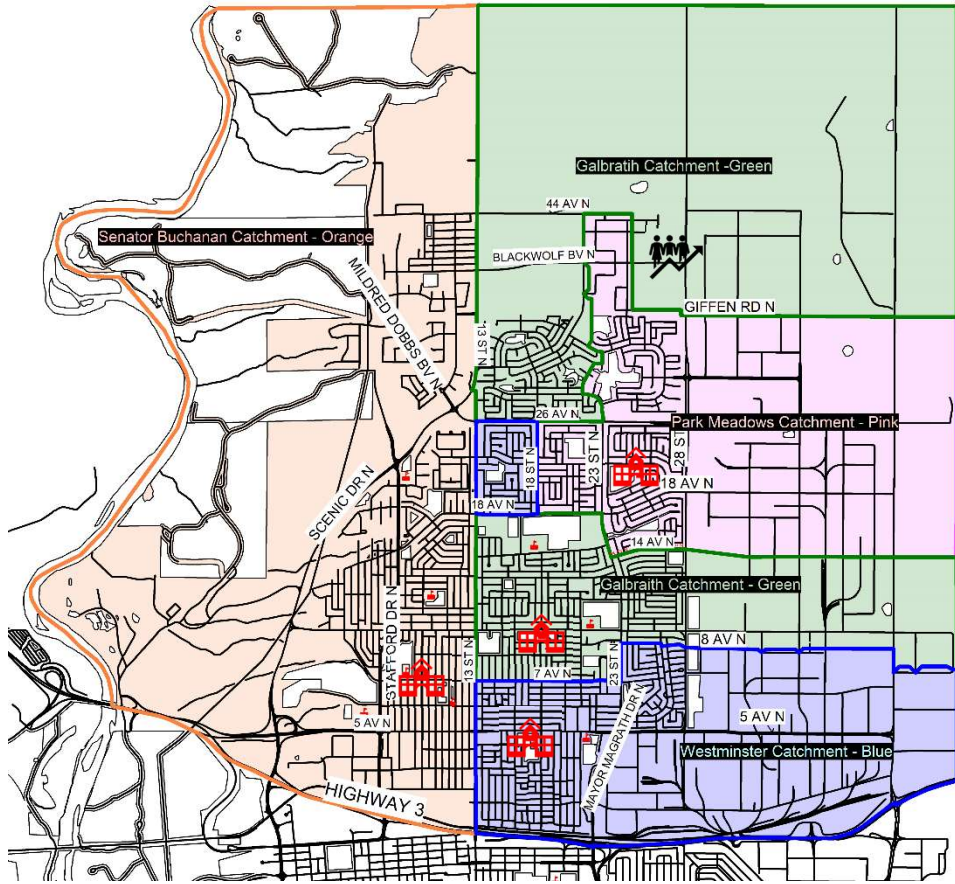 Galbratih Catchment -Green
44 AV N
Senator Buchanan Catchment - Orange
BLACKWOLF BV N
MILDRED DOBBS BV N
GIFFEN RD N
13 ST N
26 AV N
Park Meadows Catchment - Pink
18 ST N
23 ST N
28 ST N
18 AV N
18 AV N
SCENIC DR N
14 AV N
Galbraith Catchment - Green
STAFFORD DR N
13 ST N
8 AV N
7 AV N
23 ST N
MAYOR MAGRATH DR N
5 AV N
5 AV N
Westminster Catchment - Blue
HIGHWAY 3